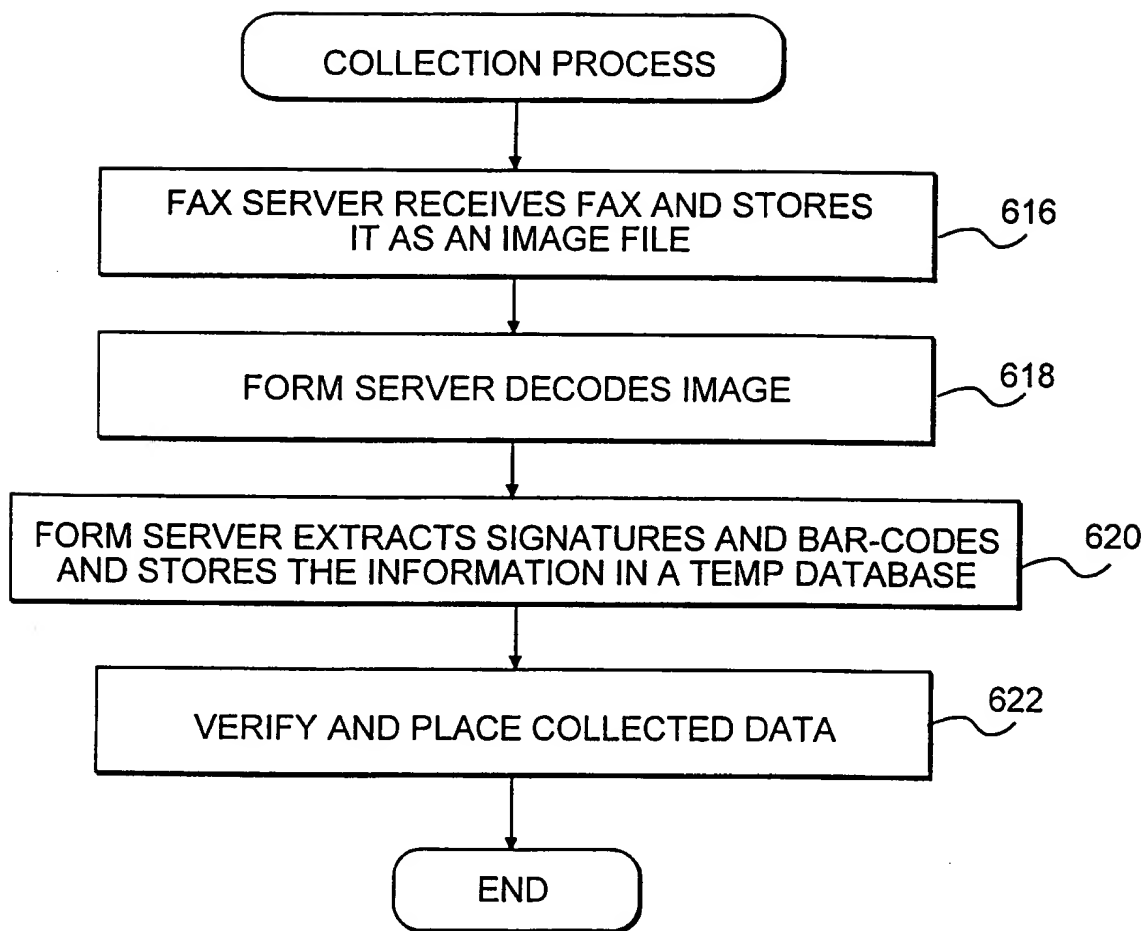 COLLECTION PROCESS
FAX SERVER RECEIVES FAX AND STORES
IT AS AN IMAGE FILE
616
FORM SERVER DECODES IMAGE
618
FORM SERVER EXTRACTS SIGNATURES AND BAR-CODES
AND STORES THE INFORMATION IN A TEMP DATABASE
620
VERIFY AND PLACE COLLECTED DATA
622
END